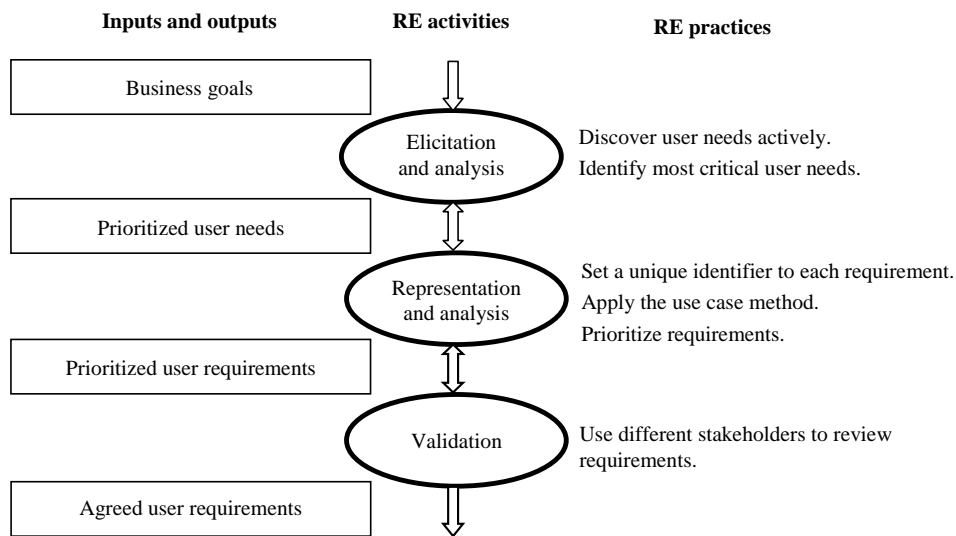 Inputs and outputs
RE activities
RE practices
Business goals
Elicitation
and analysis
Discover user needs actively.
Identify most critical user needs.
Prioritized user needs
Representation
and analysis
Set a unique identifier to each requirement.
Apply the use case method.
Prioritize requirements.
Prioritized user requirements
Validation
Use different stakeholders to review
requirements.
Agreed user requirements